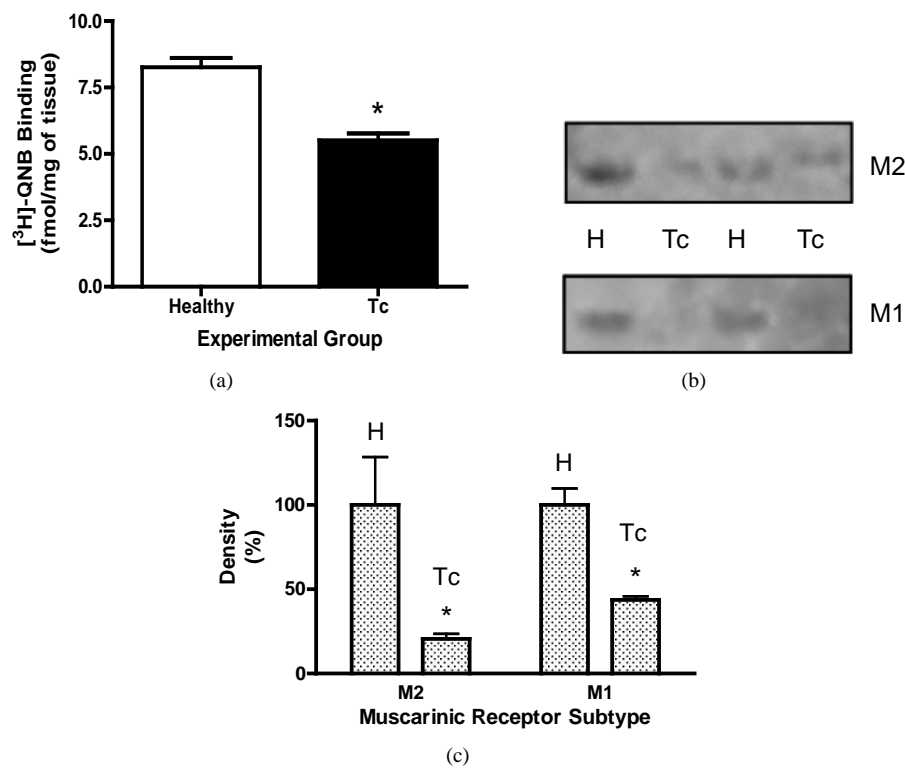 [³H]-QNB Binding
(fmol/mg of tissue)
10.0
7.5
5.0
2.5
0.0
*
Healthy
Tc
Experimental Group
(a)
M2
H Tc H Tc
M1
(b)
Density
(%)
150
100
50
0
H
Tc
*
H
Tc
*
M2
M1
Muscarinic Receptor Subtype
(c)